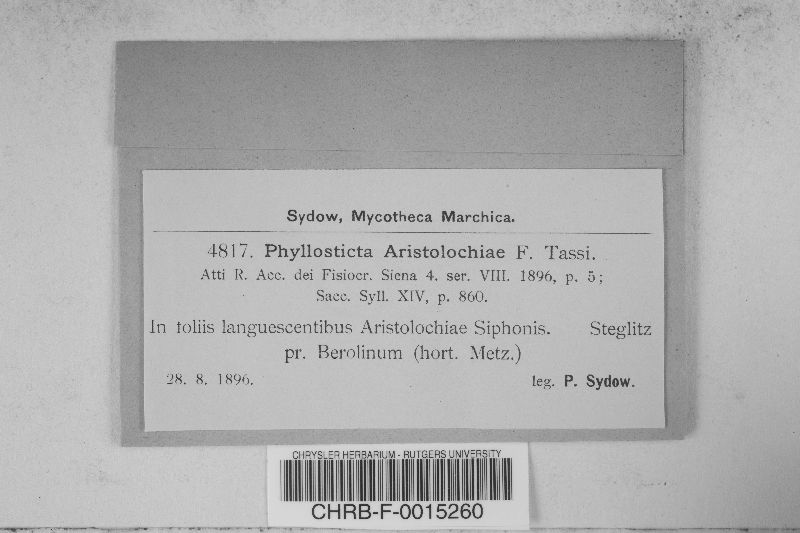 Sydow, Mycotheca Marchica.
4817. Phyllosticta Aristolochiae F. Tassi.
Atti R. Acc. dei Fisiocr. Siena 4. ser. VIII. 1896, p. 5;
Sacc. Syll. XIV, p. 860.
In foliis languescentibus Aristolochiae Siphonis. Steglitz
pr. Berolinum (hort. Metz.)
28. 8. 1896. leg. P. Sydow.
CHRYSLER HERBARIUM - RUTGERS UNIVERSITY
CHRB-F-0015260